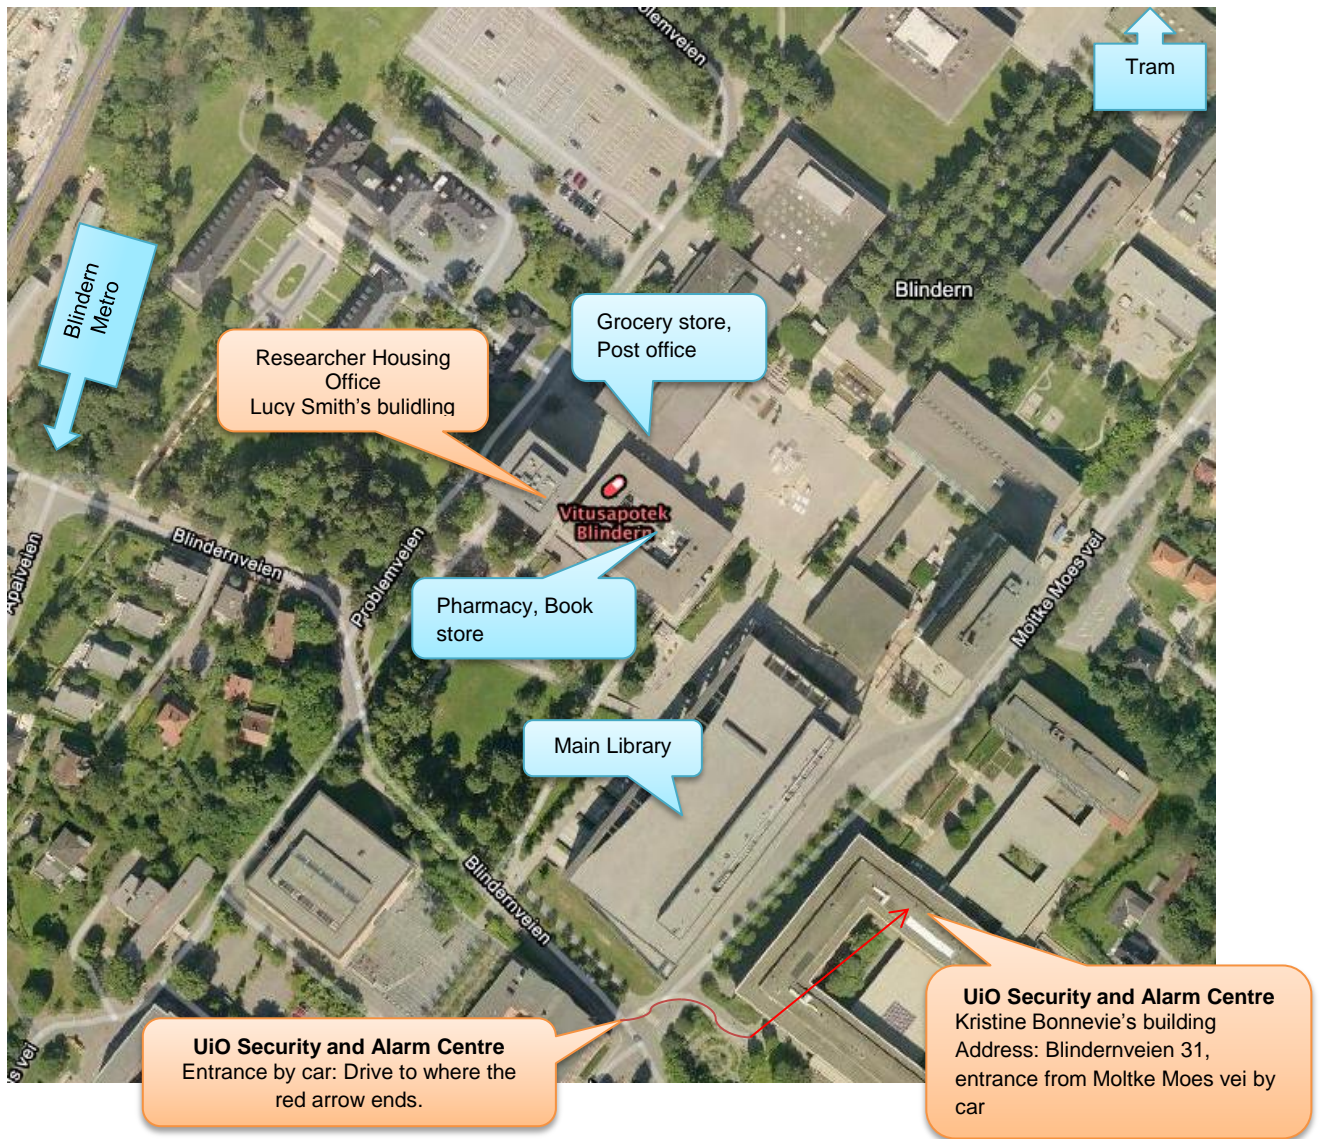 Problemveien
Tram
Blindern
Metro
Blindern
Grocery store,
Post office
Researcher Housing
Office
Lucy Smith's bulidling
Vitusapotek
Blindern
Blindernveien
Apalveien
Problemveien
Pharmacy, Book
store
Moltke Moes vei
Main Library
Blindernveien
UiO Security and Alarm Centre
Kristine Bonnevie's building
Address: Blindernveien 31,
entrance from Moltke Moes vei by
car
UiO Security and Alarm Centre
Entrance by car: Drive to where the
red arrow ends.
s vei